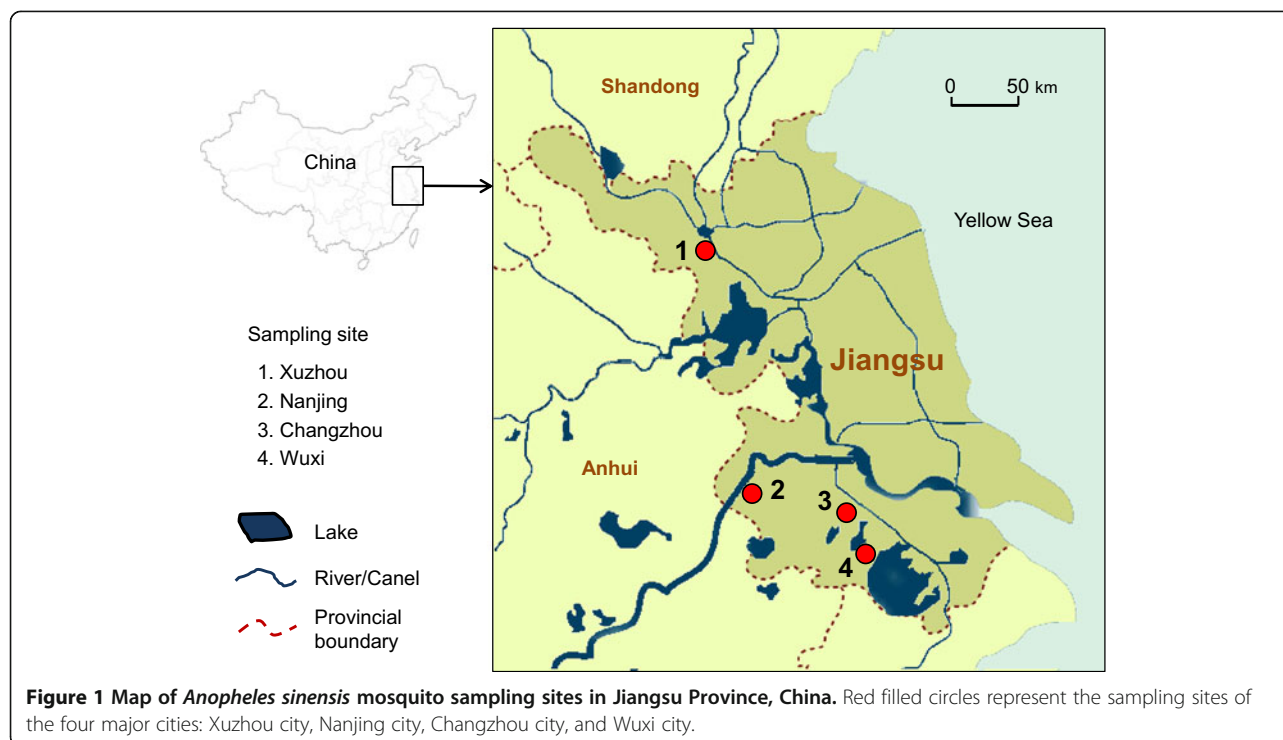 China
Shandong
0 50 km
Yellow Sea
1
Jiangsu
Anhui
2
3
4
Sampling site
1. Xuzhou
2. Nanjing
3. Changzhou
4. Wuxi
Lake
River/Canel
Provincial
boundary
Figure 1 Map of Anopheles sinensis mosquito sampling sites in Jiangsu Province, China. Red filled circles represent the sampling sites of
the four major cities: Xuzhou city, Nanjing city, Changzhou city, and Wuxi city.